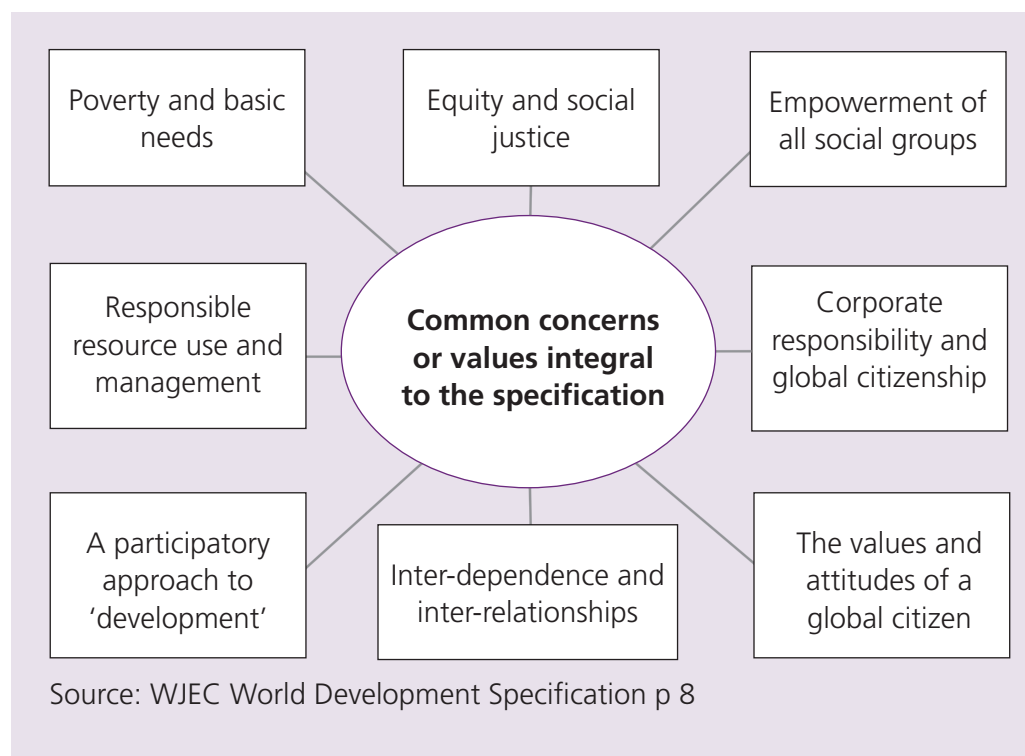 Poverty and basic
needs
Equity and social
justice
Empowerment of
all social groups
Responsible
resource use and
management
Common concerns
or values integral
to the specification
Corporate
responsibility and
global citizenship
A participatory
approach to
‘development’
Inter-dependence and
inter-relationships
The values and
attitudes of a
global citizen
Source: WJEC World Development Specification p 8